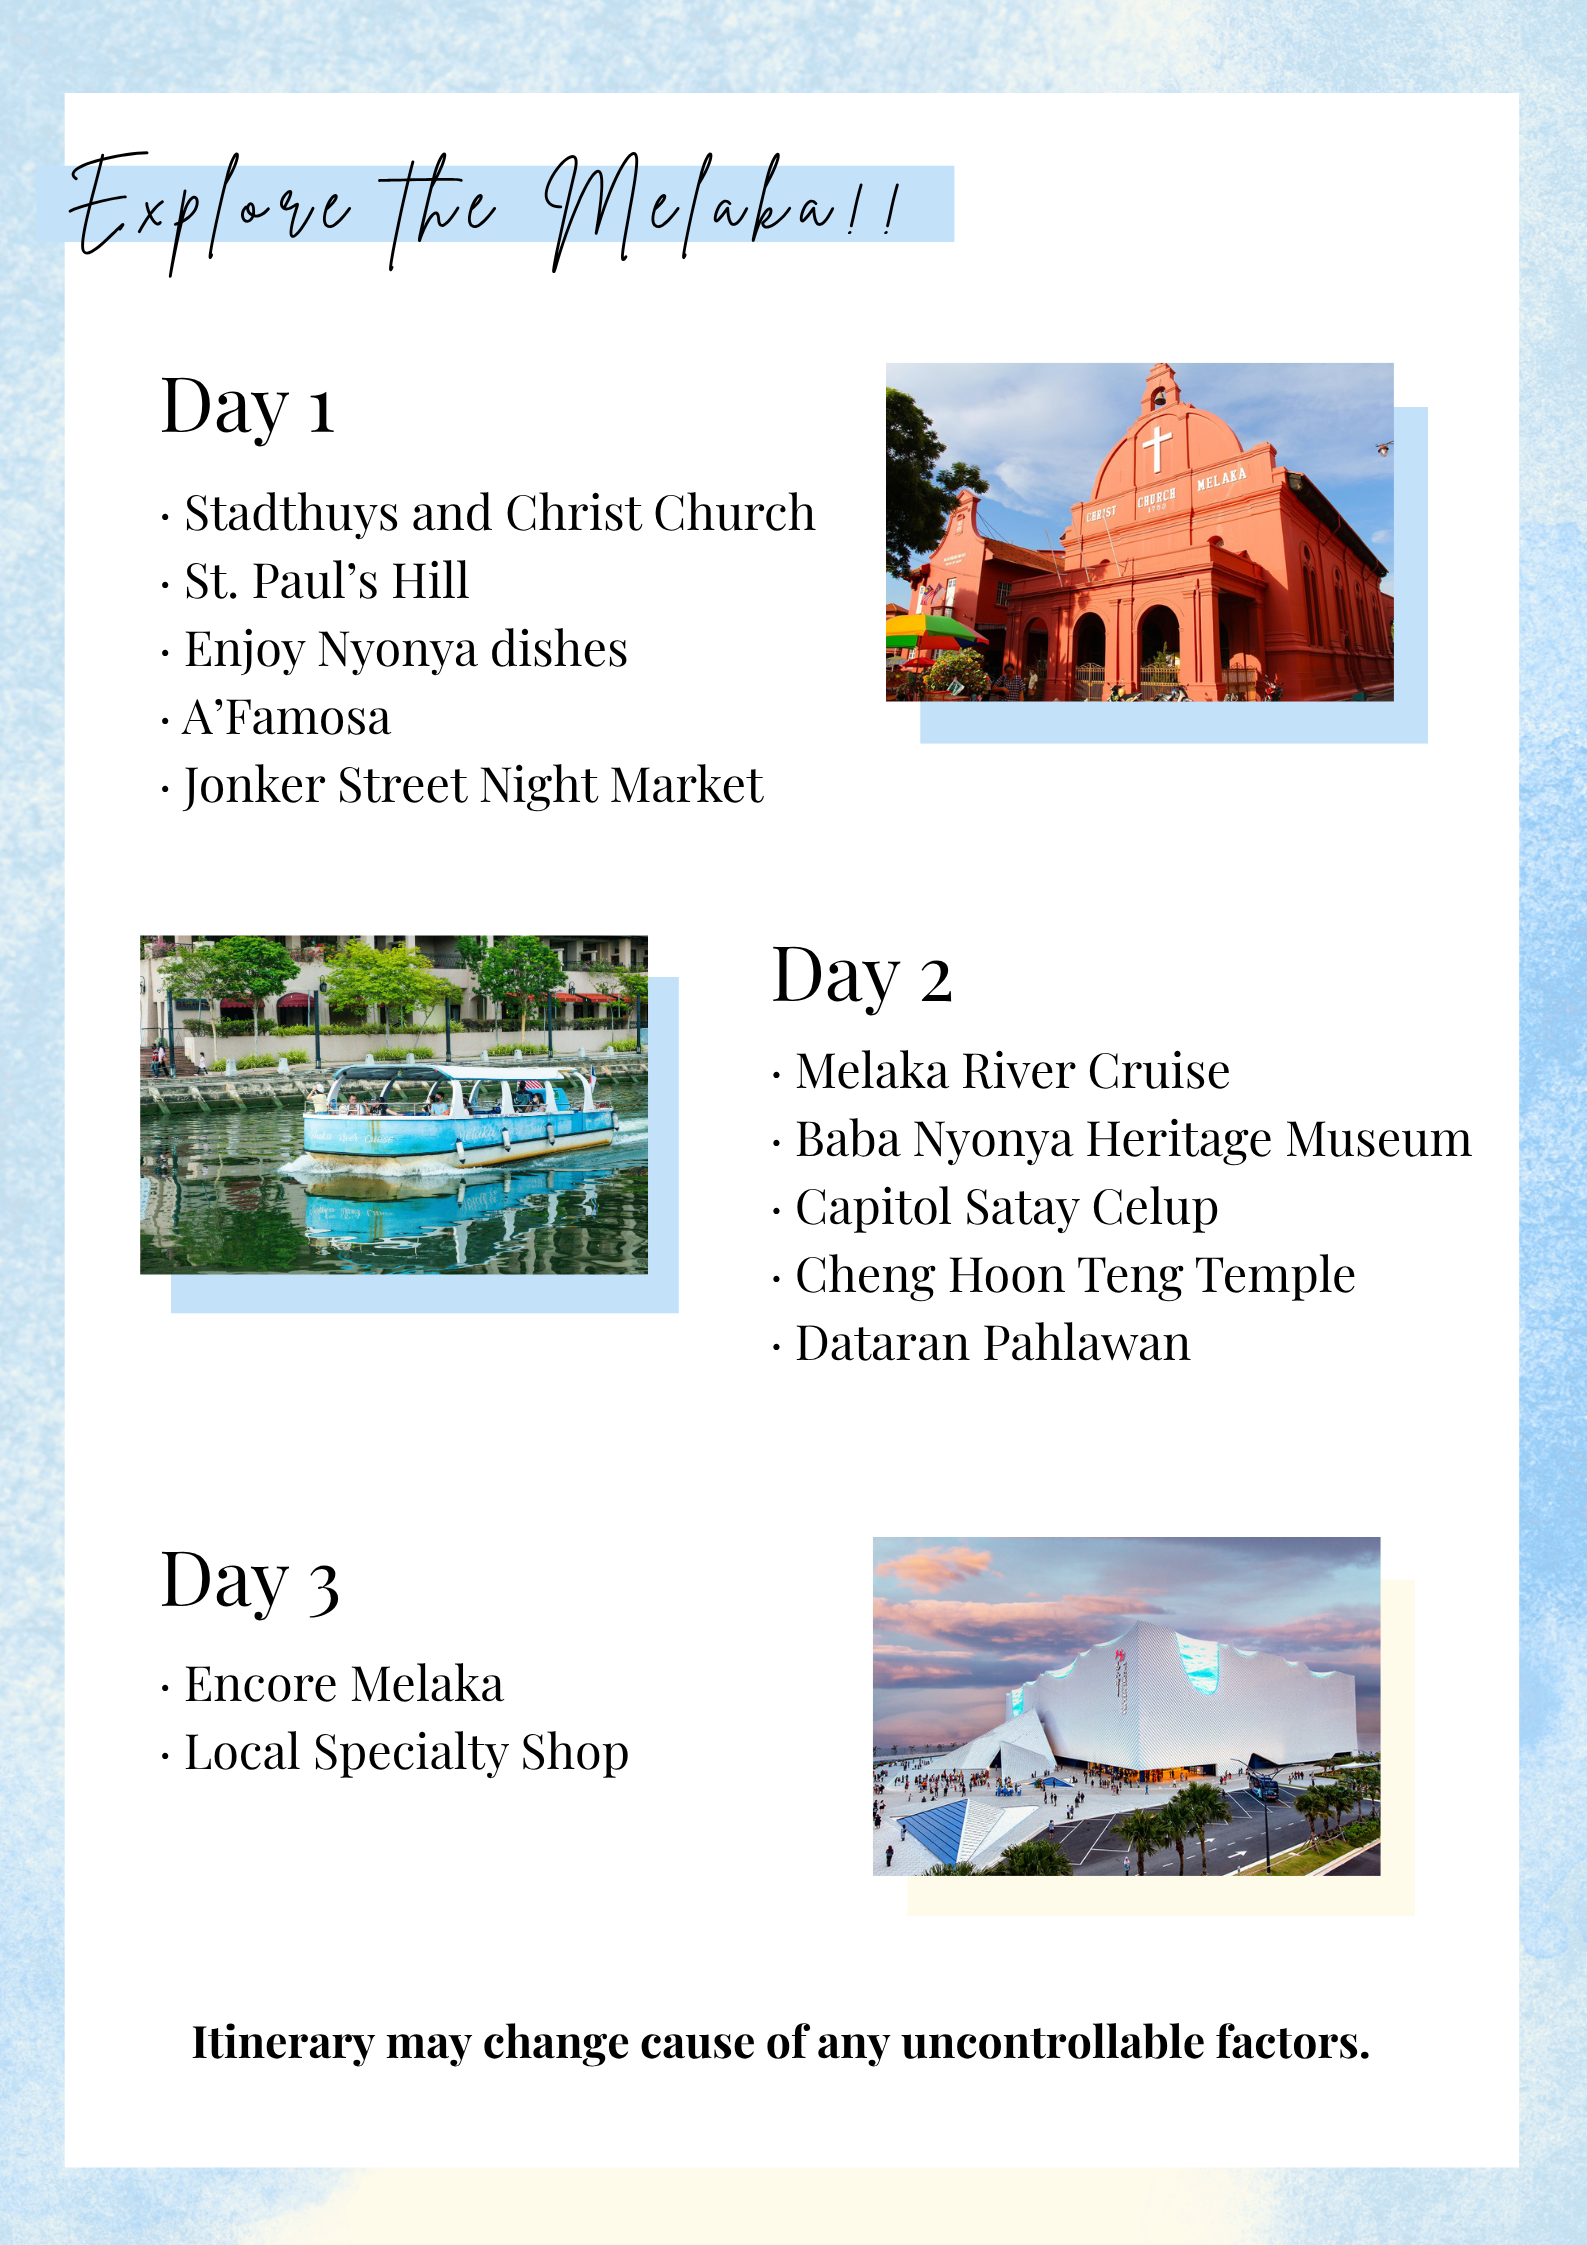 Explore the Melaka!!
Day 1
· Stadthuys and Christ Church
· St. Paul’s Hill
· Enjoy Nyonya dishes
· A’Famosa
· Jonker Street Night Market
CHRIST CHURCH MELAKA
1753
Day 2
· Melaka River Cruise
· Baba Nyonya Heritage Museum
· Capitol Satay Celup
· Cheng Hoon Teng Temple
· Dataran Pahlawan
Day 3
· Encore Melaka
· Local Specialty Shop
Itinerary may change cause of any uncontrollable factors.